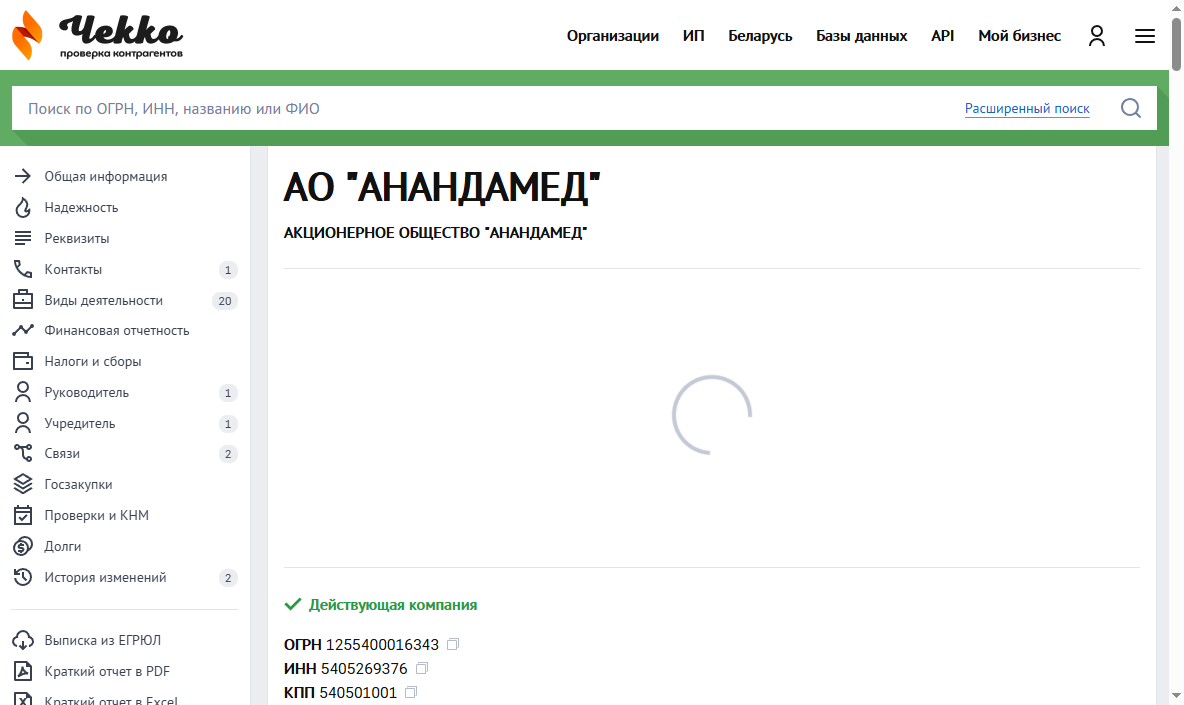 Чекко
проверка контрагентов
Организации ИП Беларусь Базы данных API Мой бизнес
Поиск по ОГРН, ИНН, названию или ФИО
Расширенный поиск
Общая информация
Надежность
Реквизиты
Контакты 1
Виды деятельности 20
Финансовая отчетность
Налоги и сборы
Руководитель 1
Учредитель 1
Связи 2
Госзакупки
Проверки и КНМ
Долги
История изменений 2
Выписка из ЕГРЮЛ
Краткий отчет в PDF
Краткий отчет в Excel
АО "АНАНДАМЕД"
АКЦИОНЕРНОЕ ОБЩЕСТВО "АНАНДАМЕД"
Действующая компания
ОГРН 1255400016343
ИНН 5405269376
КПП 540501001